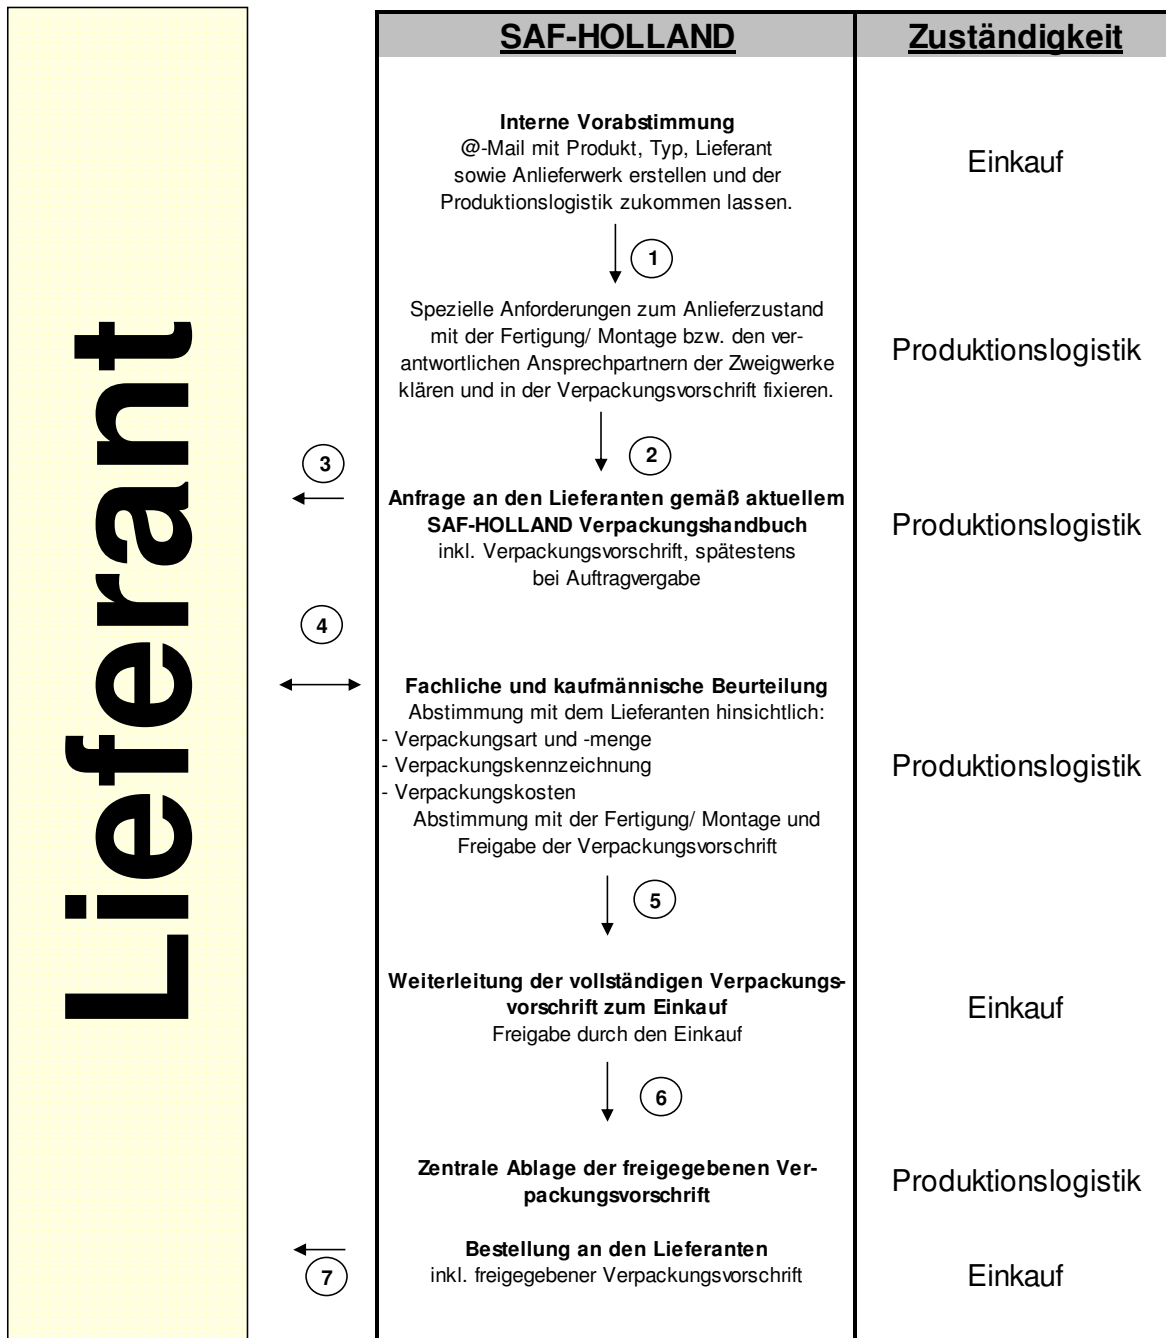 Lieferant
SAF-HOLLAND
Zuständigkeit
Interne Vorabstimmung
@-Mail mit Produkt, Typ, Lieferant
sowie Anlieferwerk erstellen und der
Produktionslogistik zukommen lassen.
Einkauf
1
Spezielle Anforderungen zum Anlieferzustand
mit der Fertigung/ Montage bzw. den ver-
antwortlichen Ansprechpartnern der Zweigwerke
klären und in der Verpackungsvorschrift fixieren.
Produktionslogistik
2
3
Anfrage an den Lieferanten gemäß aktuellem
SAF-HOLLAND Verpackungshandbuch
inkl. Verpackungsvorschrift, spätestens
bei Auftragvergabe
Produktionslogistik
4
Fachliche und kaufmännische Beurteilung
Abstimmung mit dem Lieferanten hinsichtlich:
- Verpackungsart und -menge
- Verpackungskennzeichnung
- Verpackungskosten
Abstimmung mit der Fertigung/ Montage und
Freigabe der Verpackungsvorschrift
Produktionslogistik
5
Weiterleitung der vollständigen Verpackungs-
vorschrift zum Einkauf
Freigabe durch den Einkauf
Einkauf
6
Zentrale Ablage der freigegebenen Ver-
packungsvorschrift
Produktionslogistik
Bestellung an den Lieferanten
inkl. freigegebener Verpackungsvorschrift
7
Einkauf